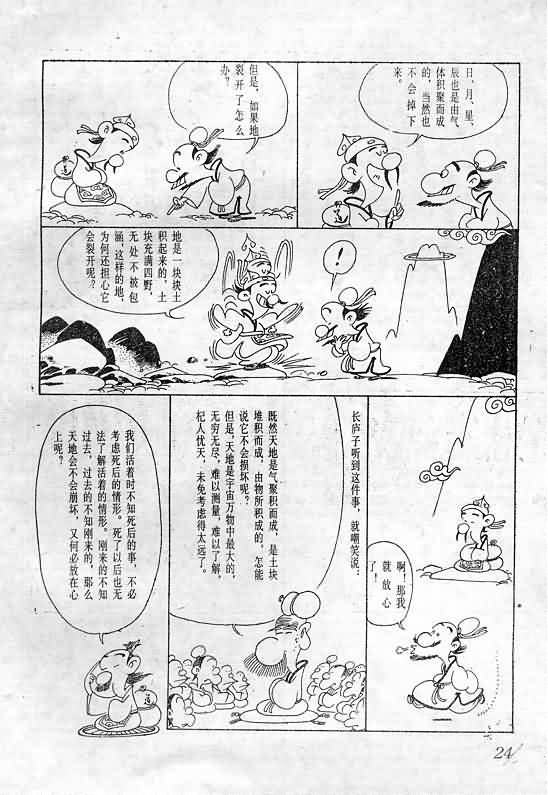 日、月、星、
辰也是由气
体积聚而成
的，当然也
不会掉下
来。
但是，如果地
裂开了怎么
办？
！
地是一块块土
积起来的，土
块充满四野，
无处不被包
涵，这样的地，
为何还担心它
会裂开呢？
啊！那我
就放心
了！
长庐子听到这件事，就嘲笑说：
既然天地是气聚积而成，是土块
堆积而成，由物所积成的，怎能
说它不会损坏呢？
但是，天地是宇宙万物中最大的，
无穷无尽，难以测量，难以了解，
杞人忧天，未免考虑得太远了。
我们活着时不知死后的事，不必
考虑死后的情形。死了以后也无
法了解活着的情形。刚来的不知
过去，过去的不知刚来的，那么
天地会不会崩坏，又何必放在心
上呢？
24